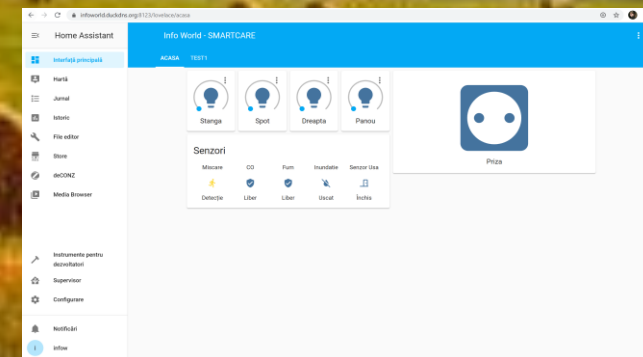 infoworld.duckdns.org:8123/lovelace/acasa
Home Assistant
Info World - SMARTCARE
ACASA TESTY
Interfață principală
Hartă
Jurnal
Istoric
File editor
Store
deCONZ
Media Browser
Instrumente pentru
dezvoltatori
Supervisor
Configurare
Notificări
i infow
Stanga Spot Dreapta Panou
Senzori
Miscare CO Fum Inundatie Senzor Usa
Detecție Liber Liber Uscat Închis
Priza